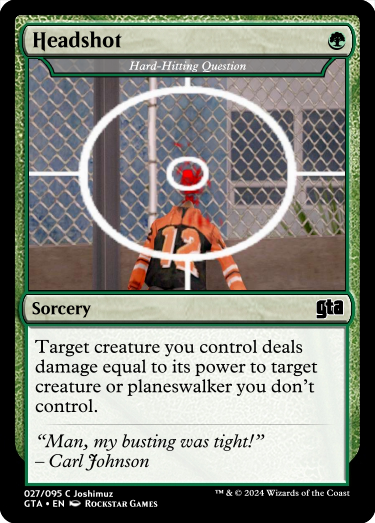 Headshot
Hard-Hitting Question
12
Sorcery
gta
Target creature you control deals
damage equal to its power to target
creature or planeswalker you don't
control.
“Man, my busting was tight!”
– Carl Johnson
027/095 C Joshimuz
GTA • EN Rockstar Games
™ & © 2024 Wizards of the Coast